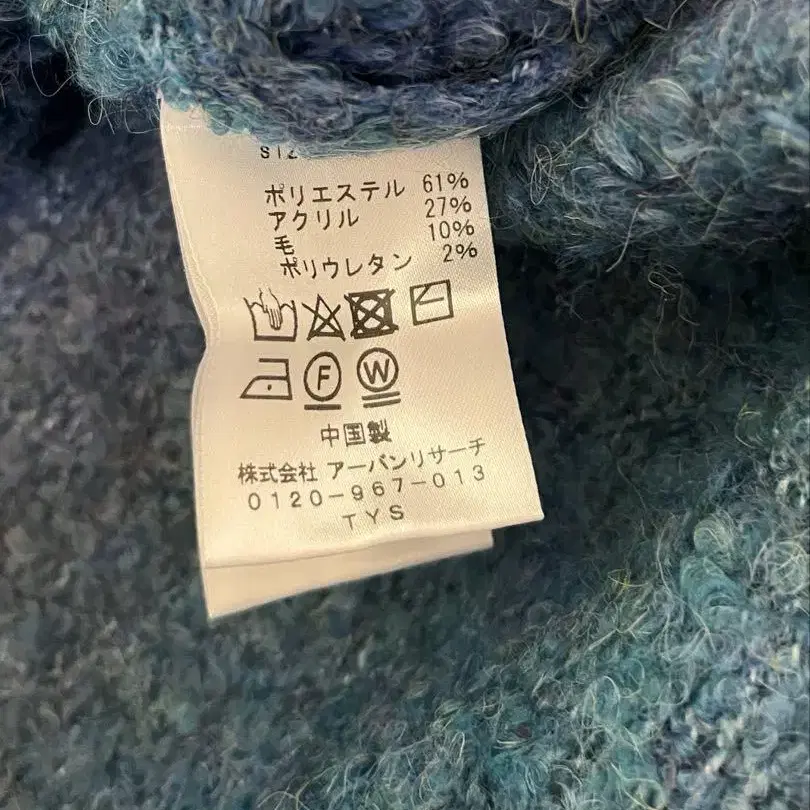 ポリエステル 61%
アクリル 27%
毛 10%
ポリウレタン 2%
F W
中国製
株式会社 アーバンリサーチ
0120-967-013
TYS